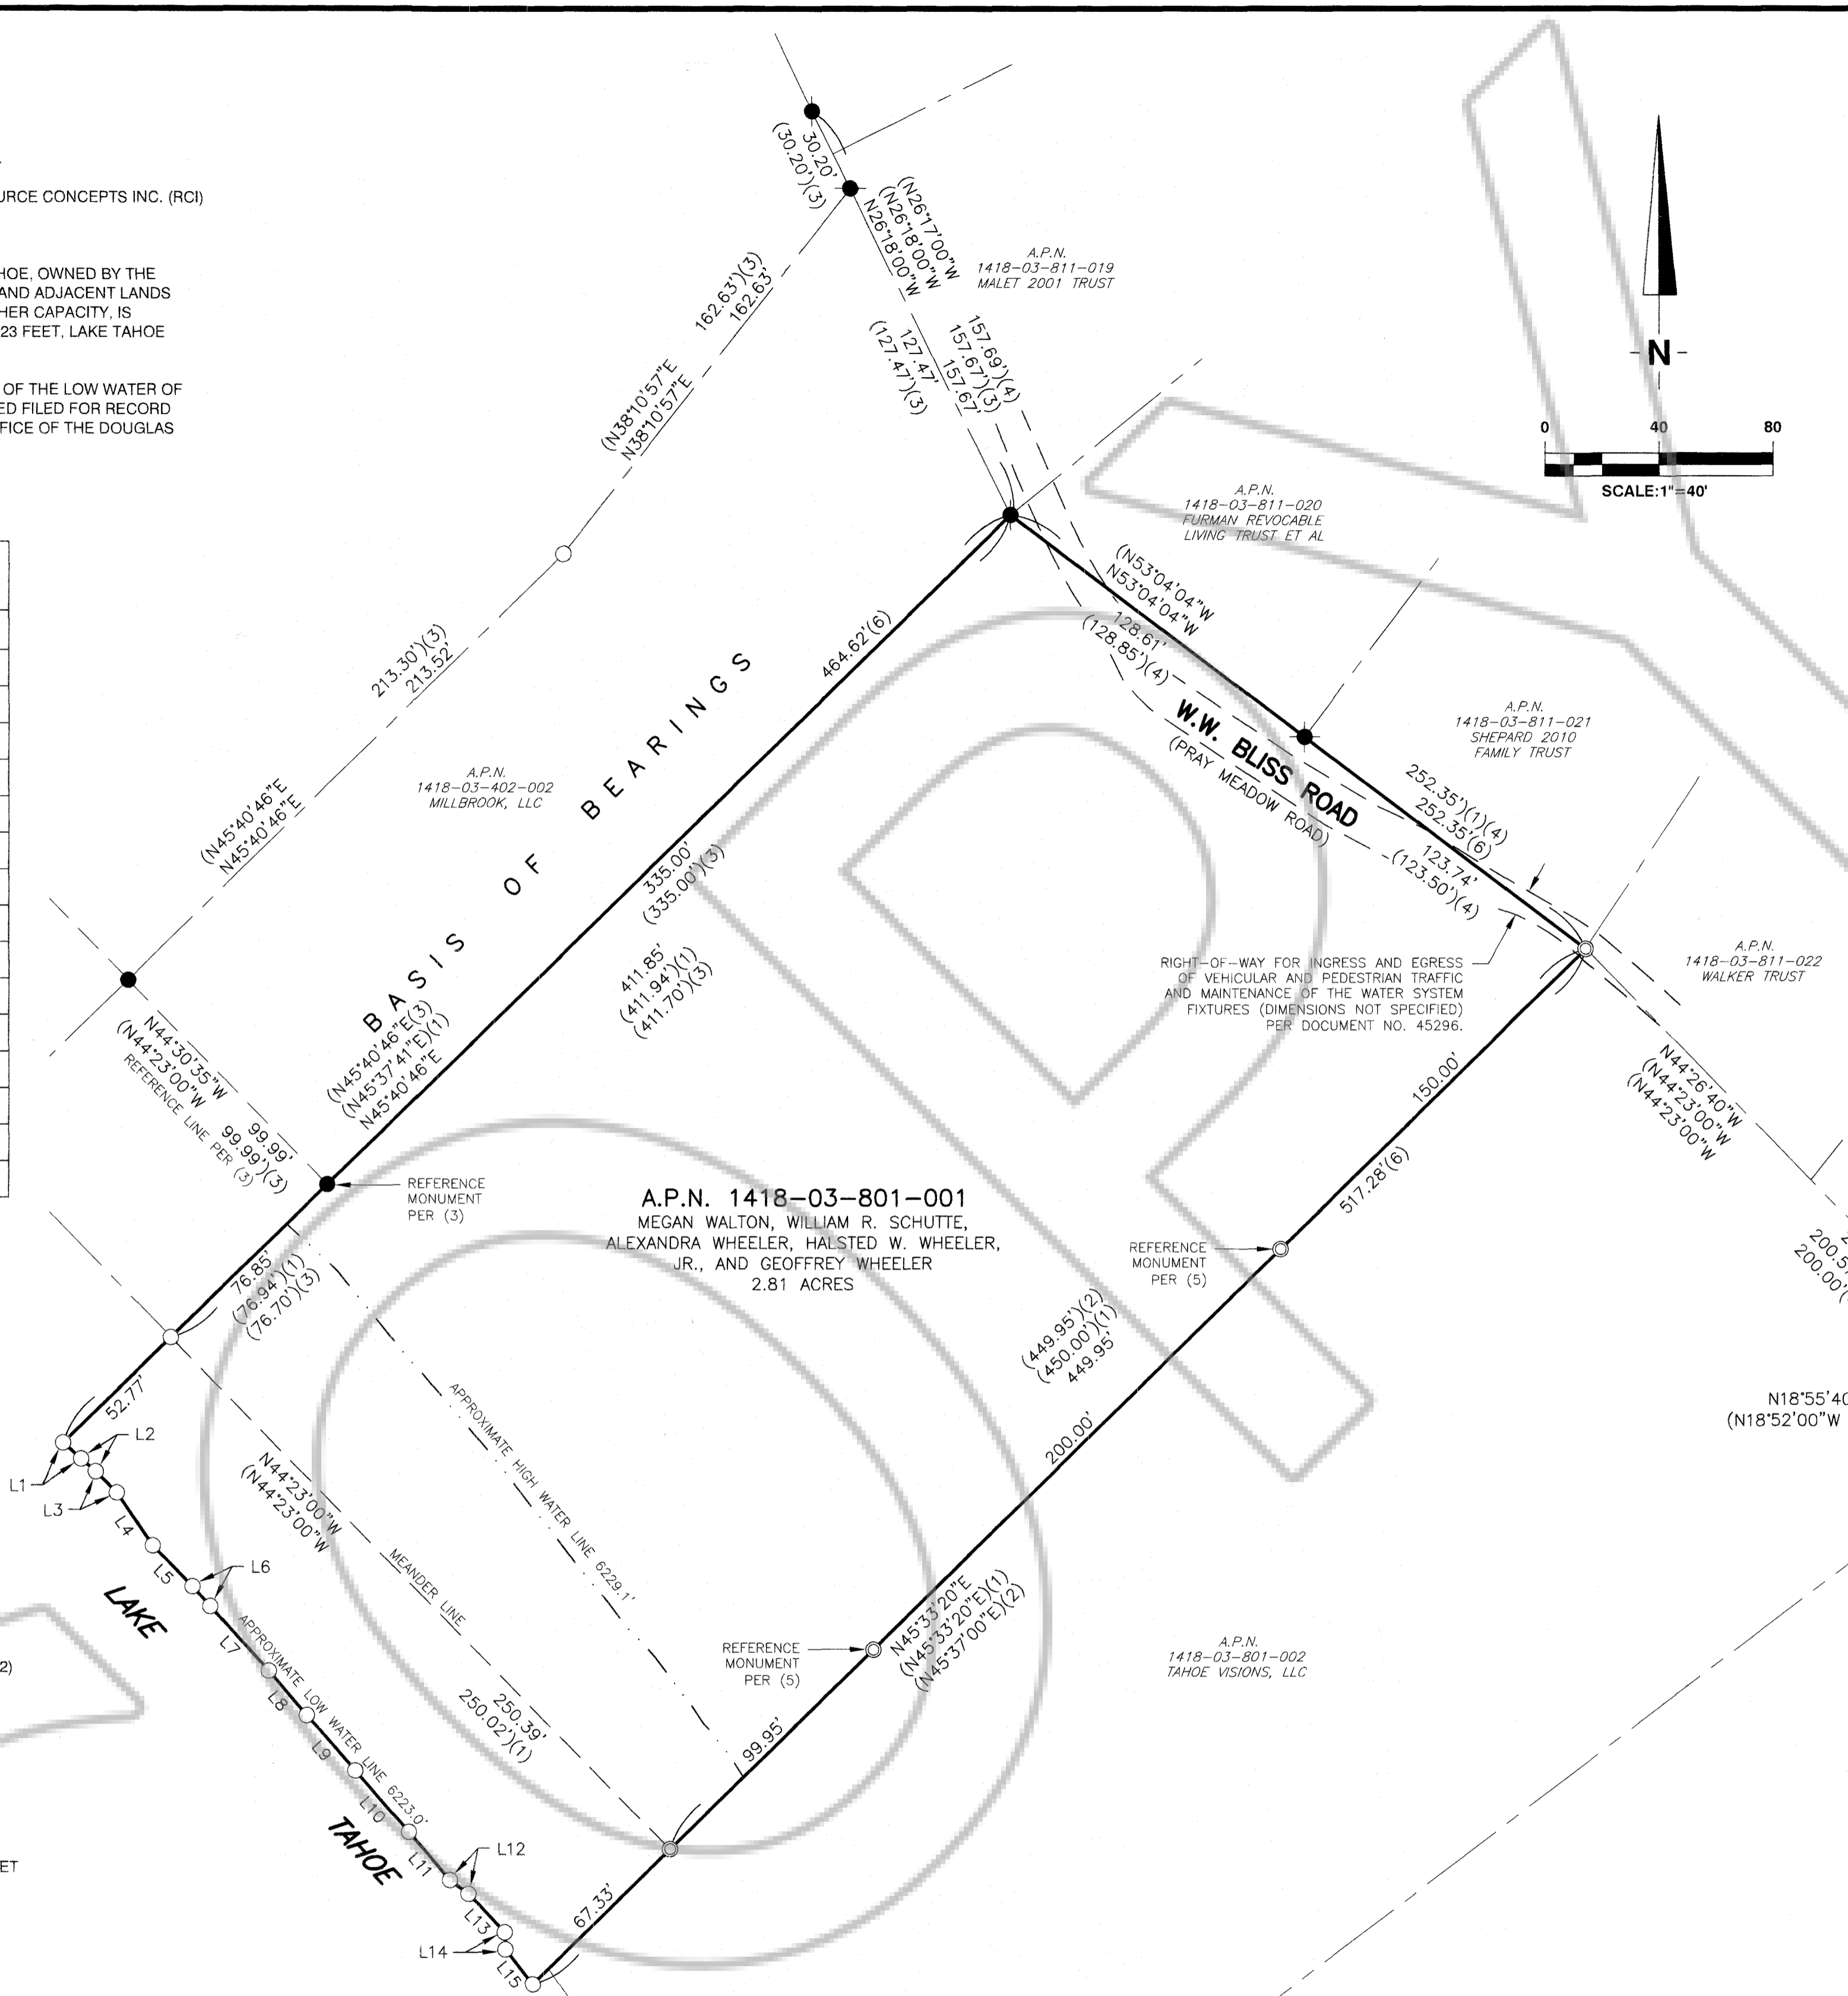 URCE CONCEPTS INC. (RCI)
HOE, OWNED BY THE
AND ADJACENT LANDS
HER CAPACITY, IS
23 FEET, LAKE TAHOE
OF THE LOW WATER OF
ED FILED FOR RECORD
FICE OF THE DOUGLAS
30.20'
(30.20')(3)
(N26°17'00"W
(N26°18'00"W
N26°18'00"W
157.69')(4)
157.67')(3)
157.67'
127.47'
(127.47')(3)
A.P.N.
1418-03-811-019
MALET 2001 TRUST
N
0 40 80
SCALE:1"=40'
162.63')(3)
162.63'
(N38°10'57"E
N38°10'57"E
A.P.N.
1418-03-811-020
FURMAN REVOCABLE
LIVING TRUST ET AL
(N53°04'04"W
N53°04'04"W
128.61'
(128.85')(4)
W.W. BLISS ROAD
(PRAY MEADOW ROAD)
A.P.N.
1418-03-811-021
SHEPARD 2010
FAMILY TRUST
252.35')(1)(4)
252.35'(6)
123.74'
(123.50')(4)
464.62'(6)
213.30')(3)
213.52'
(N45°40'46"E
N45°40'46"E
A.P.N.
1418-03-402-002
MILLBROOK, LLC
BASIS OF BEARINGS
335.00'
(335.00')(3)
411.85'
(411.94')(1)
(411.70')(3)
(N45°40'46"E(3)
(N45°37'41"E)(1)
N45°40'46"E
RIGHT-OF-WAY FOR INGRESS AND EGRESS
OF VEHICULAR AND PEDESTRIAN TRAFFIC
AND MAINTENANCE OF THE WATER SYSTEM
FIXTURES (DIMENSIONS NOT SPECIFIED)
PER DOCUMENT NO. 45296.
A.P.N.
1418-03-811-022
WALKER TRUST
N44°26'40"W
(N44°23'00"W
(N44°23'00"W
N44°30'35"W 99.99'
(N44°23'00"W 99.99')(3)
REFERENCE LINE PER (3)
REFERENCE
MONUMENT
PER (3)
A.P.N. 1418-03-801-001
MEGAN WALTON, WILLIAM R. SCHUTTE,
ALEXANDRA WHEELER, HALSTED W. WHEELER,
JR., AND GEOFFREY WHEELER
2.81 ACRES
150.00'
517.28'(6)
REFERENCE
MONUMENT
PER (5)
200.00'(
76.85'
(76.94')(1)
(76.70')(3)
(449.95')(2)
(450.00')(1)
449.95'
200.00'
52.77'
N18°55'40
(N18°52'00"W
L1
L2
L3
L4
L5
L6
L7
L8
L9
L10
L11
L12
L13
L14
L15
APPROXIMATE HIGH WATER LINE 6229.1'
N44°23'00"W
(N44°23'00"W
MEANDER LINE
250.39'
250.02')(1)
APPROXIMATE LOW WATER LINE 6223.0'
LAKE
TAHOE
REFERENCE
MONUMENT
PER (5)
N45°33'20"E
(N45°33'20"E)(1)
(N45°37'00"E)(2)
99.95'
67.33'
A.P.N.
1418-03-801-002
TAHOE VISIONS, LLC
2)
ET